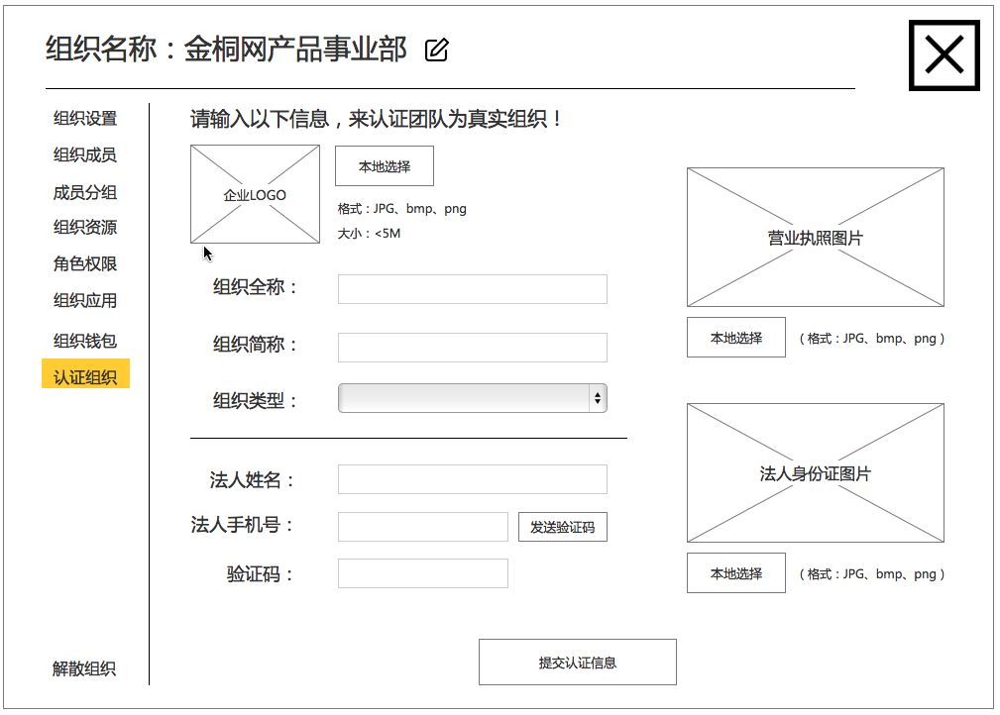 组织名称：金桐网产品事业部
组织设置
组织成员
成员分组
组织资源
角色权限
组织应用
组织钱包
认证组织
解散组织
请输入以下信息，来认证团队为真实组织！
企业LOGO
本地选择
格式：JPG、bmp、png
大小：<5M
组织全称：
组织简称：
组织类型：
法人姓名：
法人手机号：
发送验证码
验证码：
营业执照图片
本地选择
（格式：JPG、bmp、png）
法人身份证图片
本地选择
（格式：JPG、bmp、png）
提交认证信息